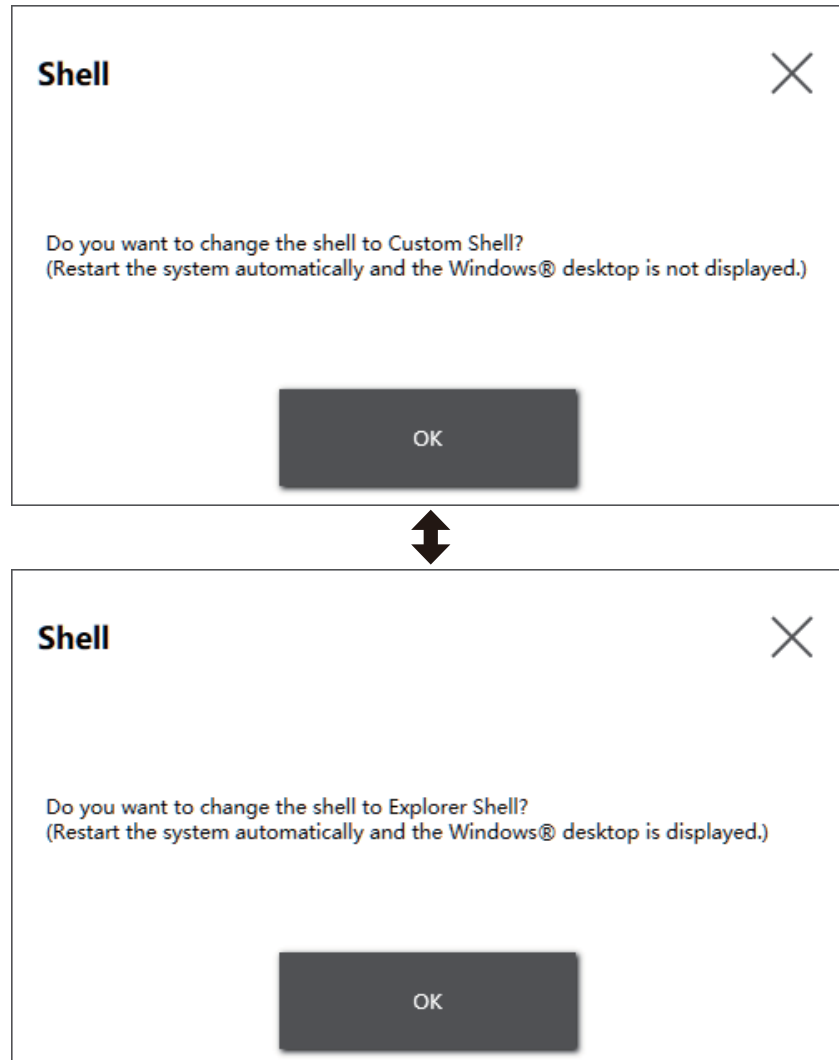 Shell
Do you want to change the shell to Custom Shell?
(Restart the system automatically and the Windows® desktop is not displayed.)
OK
Shell
Do you want to change the shell to Explorer Shell?
(Restart the system automatically and the Windows® desktop is displayed.)
OK